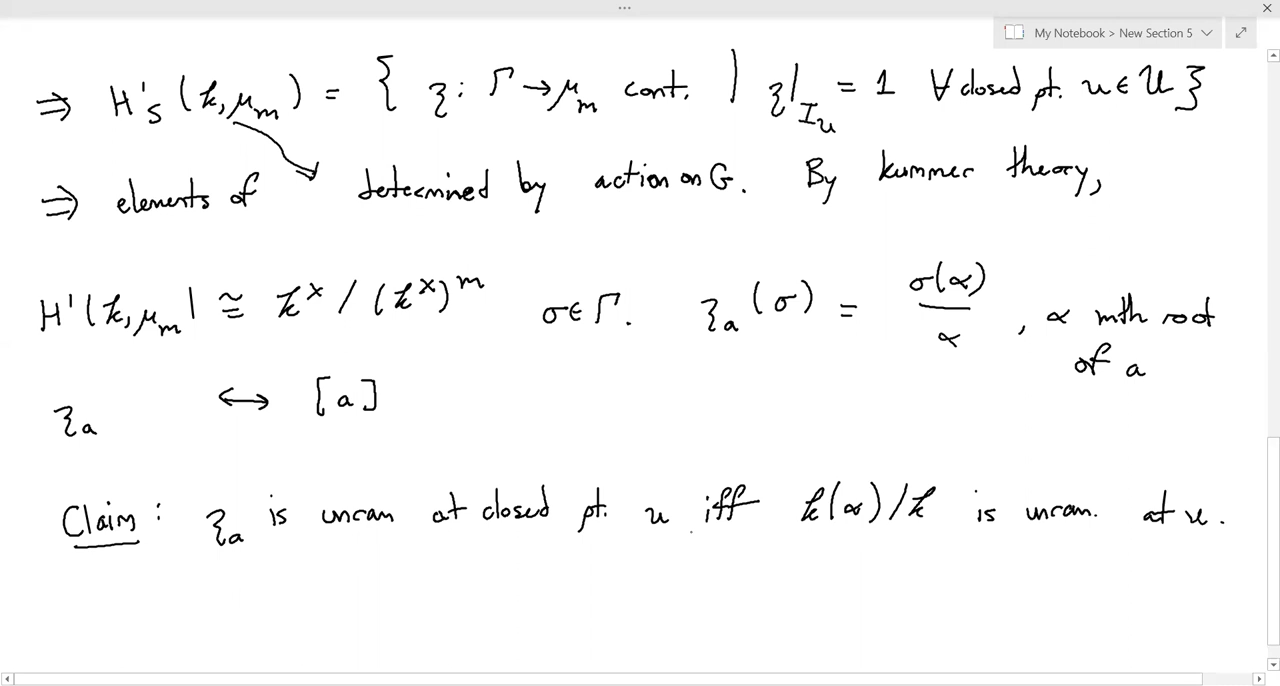 ...
My Notebook > New Section 5
⇒ H¹_S(k, μ_m) = { ξ : Γ → μ_m cont. | ξ|_{I_u} = 1 ∀ closed pt. u ∈ U }
⇒ elements of determined by action on G. By kummer theory,
H¹(k, μ_m) ≅ k^× / (k^×)^m σ ∈ Γ. ξ_a(σ) = σ(α)/α , α mth root of a
ξ_a ↔ [a]
Claim : ξ_a is unram at closed pt. u iff k(α)/k is unram. at u.